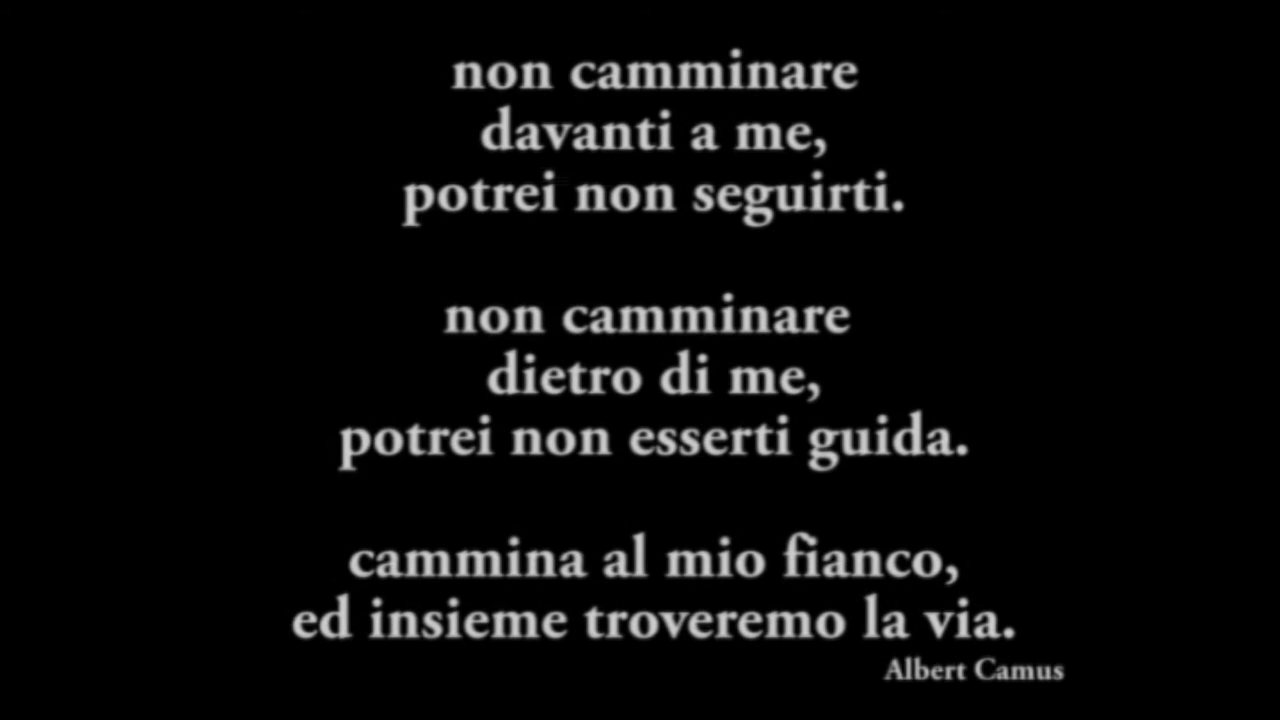 non camminare
davanti a me,
potrei non seguirti.
non camminare
dietro di me,
potrei non esserti guida.
cammina al mio fianco,
ed insieme troveremo la via.
Albert Camus